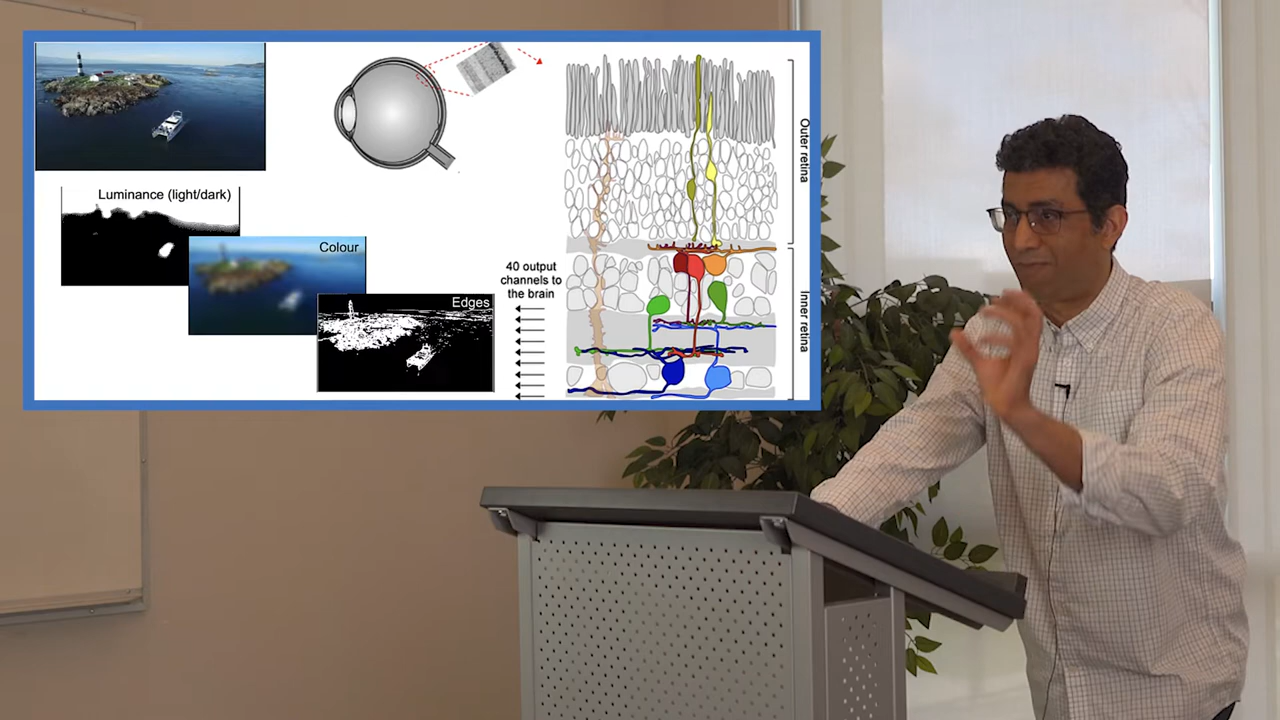 Luminance (light/dark)
Colour
Edges
40 output
channels to
the brain
Outer retina
Inner retina